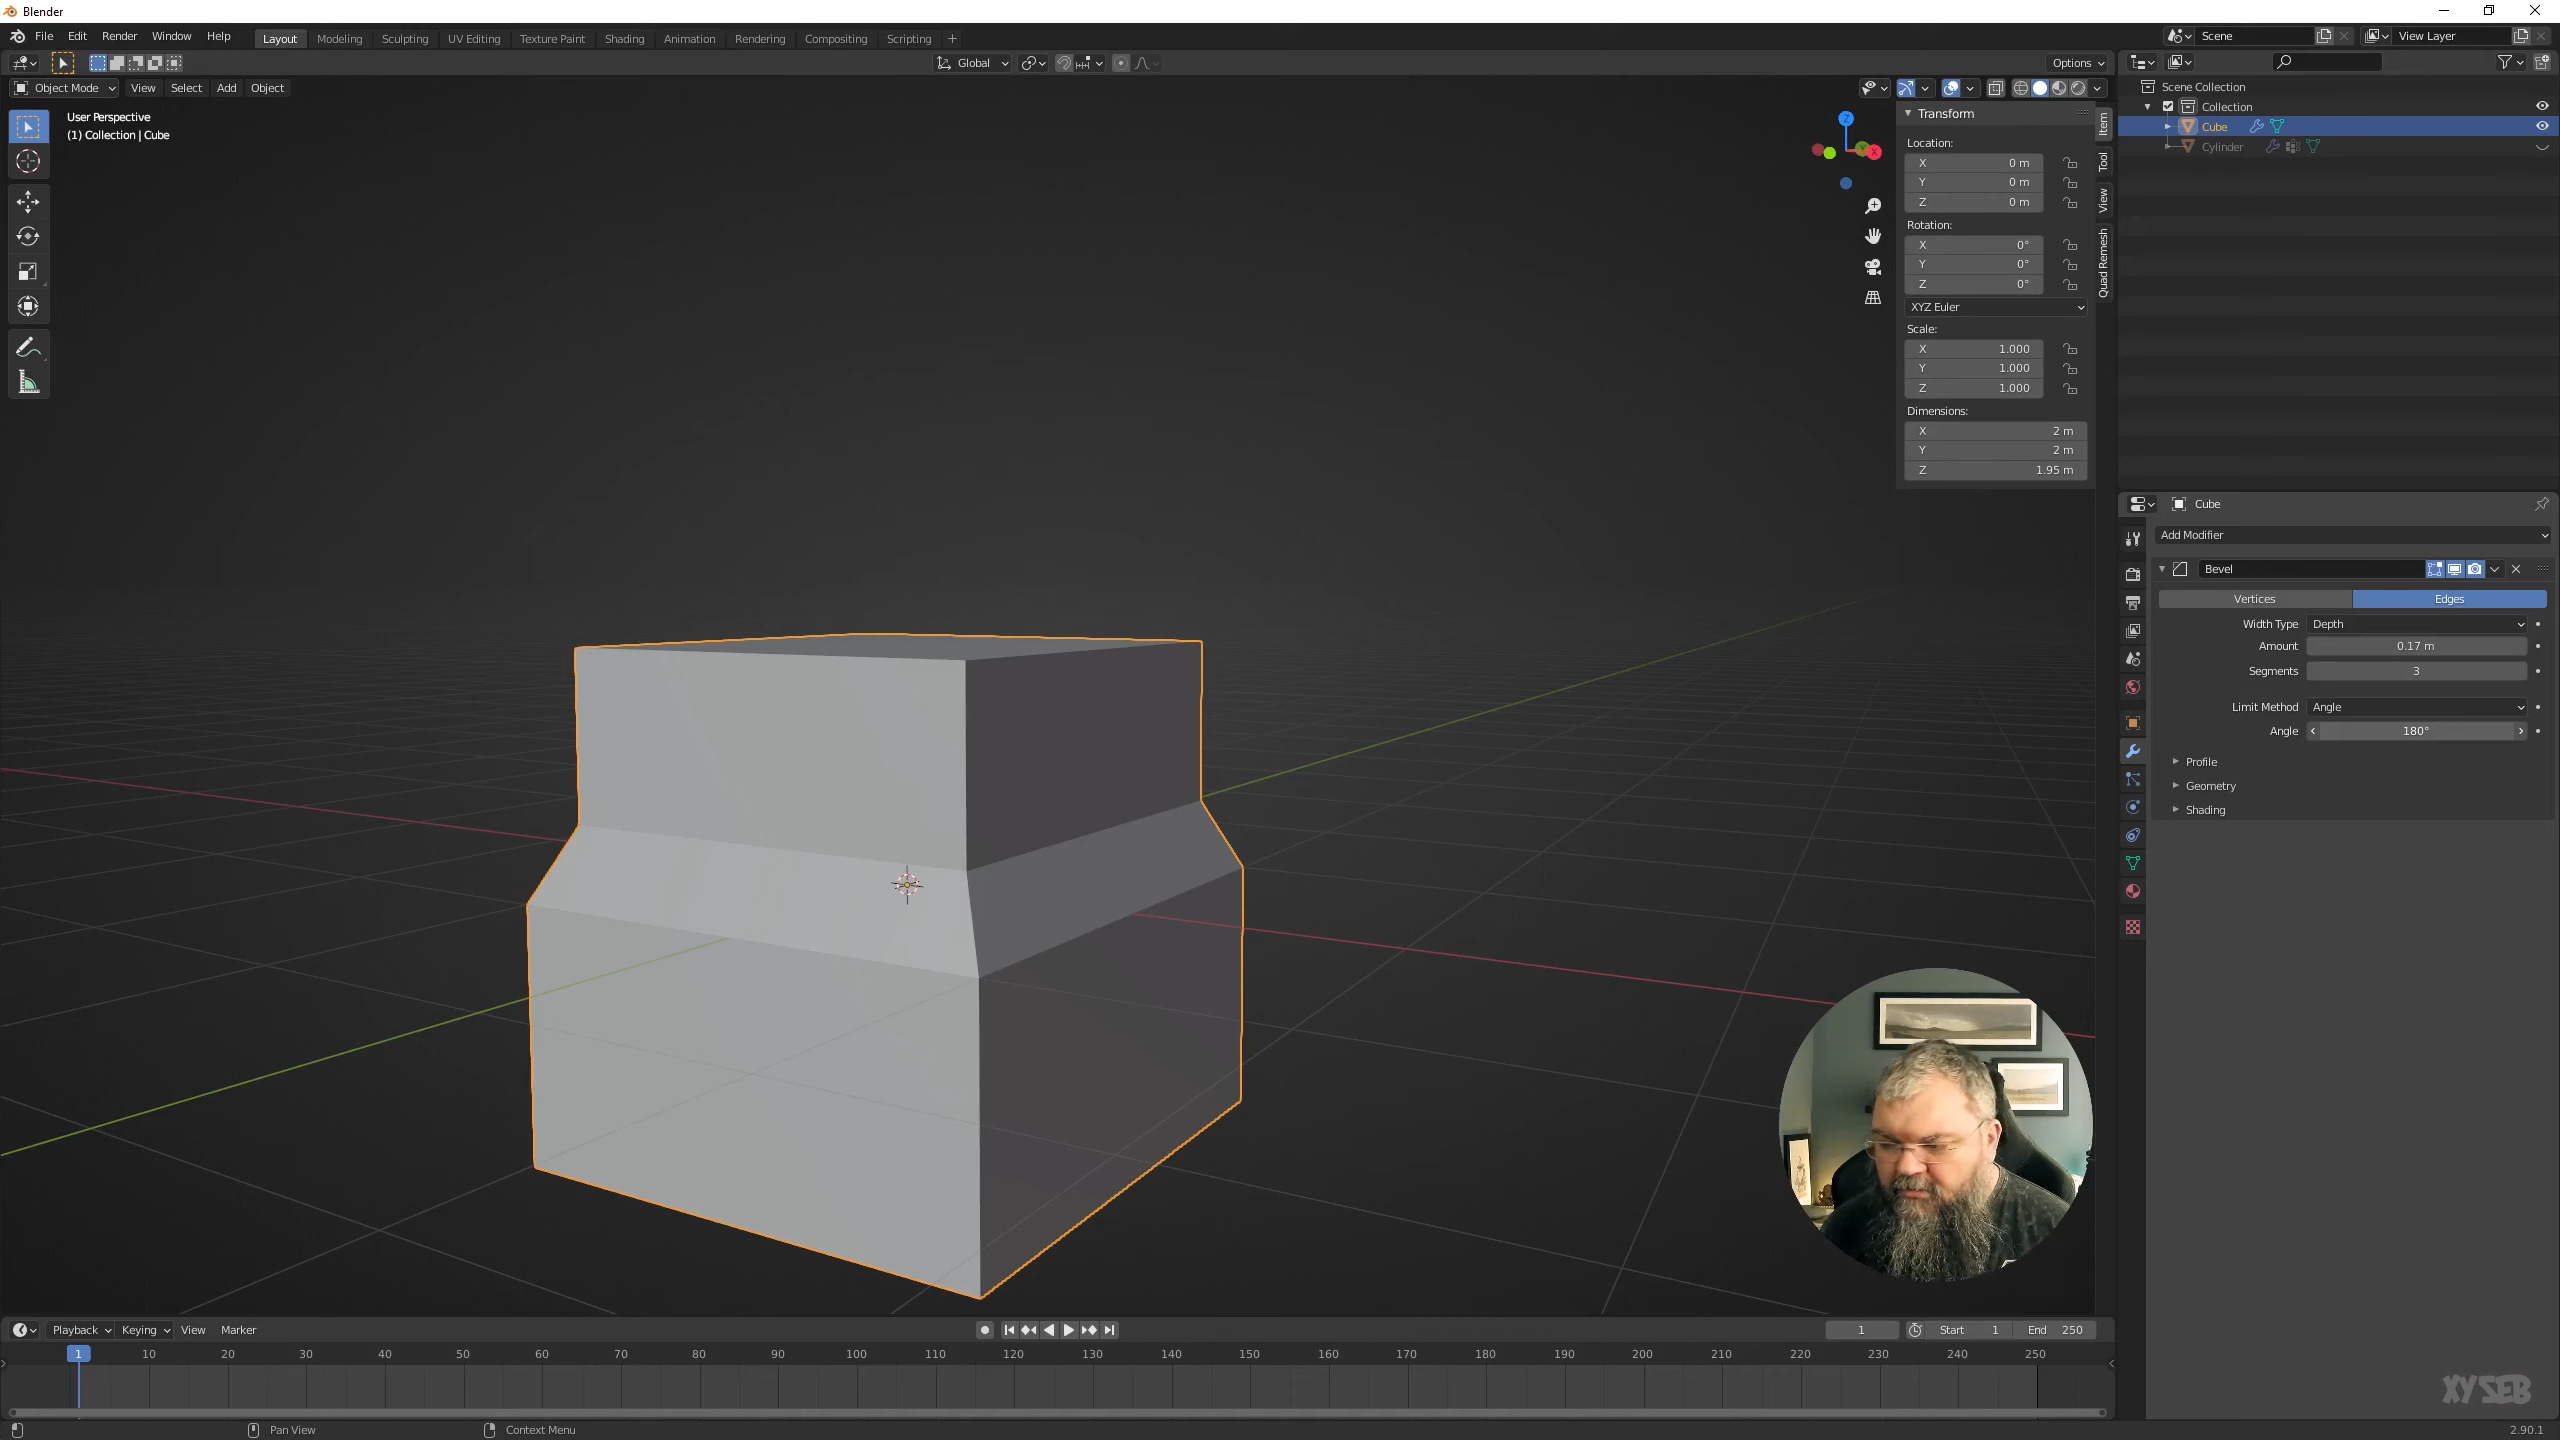 Blender
File Edit Render Window Help Layout Modeling Sculpting UV Editing Texture Paint Shading Animation Rendering Compositing Scripting +
Scene View Layer
Global Options
Object Mode View Select Add Object
User Perspective
(1) Collection | Cube
Z
Y
X
Transform
Location:
X 0 m
Y 0 m
Z 0 m
Rotation:
X 0°
Y 0°
Z 0°
XYZ Euler
Scale:
X 1.000
Y 1.000
Z 1.000
Dimensions:
X 2 m
Y 2 m
Z 1.95 m
Item
Tool
View
Quad Remesh
Scene Collection
Collection
Cube
Cylinder
Cube
Add Modifier
Bevel
Vertices Edges
Width Type Depth
Amount 0.17 m
Segments 3
Limit Method Angle
Angle 180°
Profile
Geometry
Shading
Playback Keying View Marker
1 Start 1 End 250
1 10 20 30 40 50 60 70 80 90 100 110 120 130 140 150 160 170 180 190 200 210 220 230 240 250
XYSEB
Pan View Context Menu
2.90.1